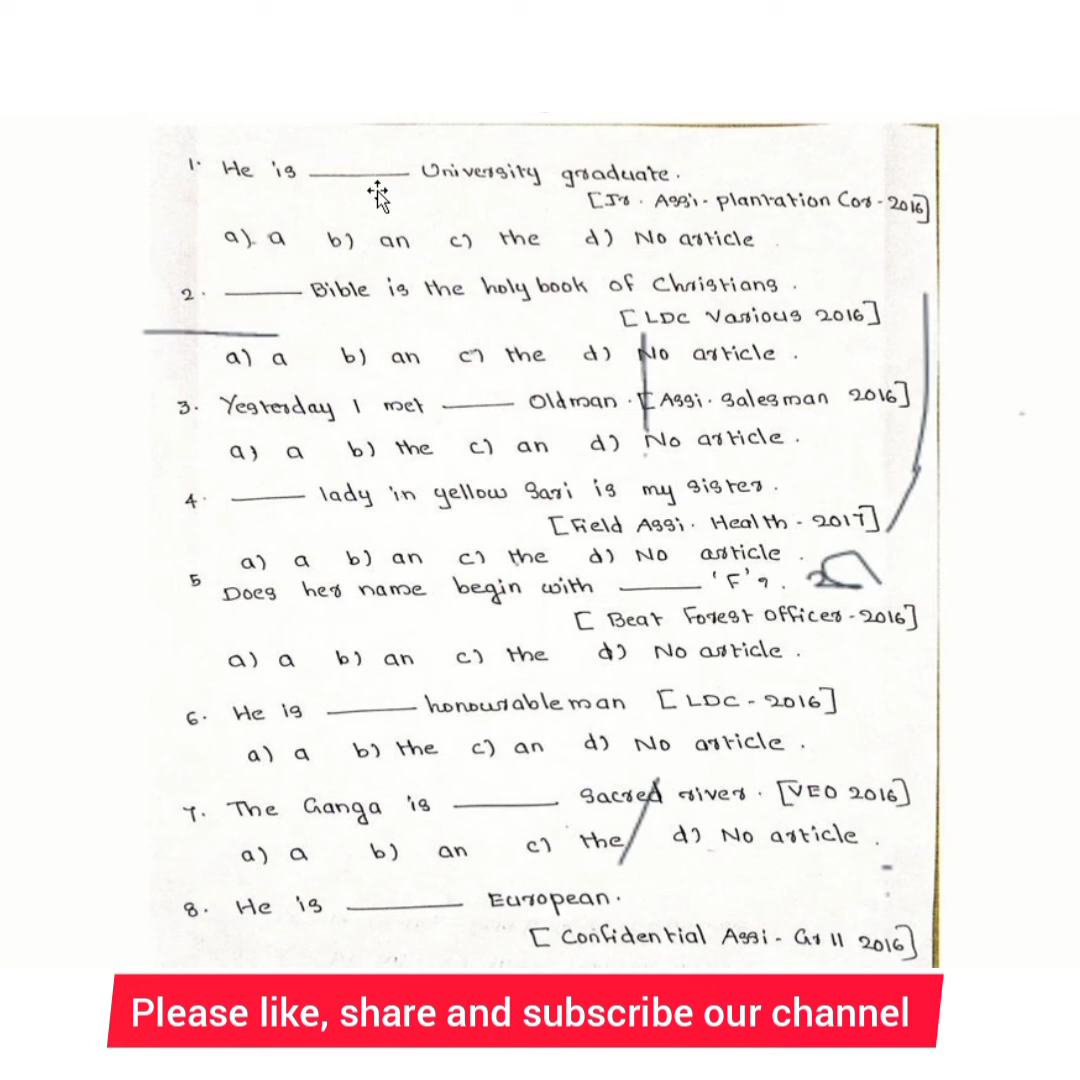 1. He is ______ University graduate.
[Jr. Assi. plantation Cor - 2016]
a) a b) an c) the d) No article
2. ______ Bible is the holy book of Christians.
[LDC Various 2016]
a) a b) an c) the d) No article.
3. Yesterday I met ______ Oldman. [Assi. Salesman 2016]
a) a b) the c) an d) No article.
4. ______ lady in yellow Sari is my sister.
[Field Assi. Health - 2017]
a) a b) an c) the d) No article.
5 Does her name begin with ______ 'F'?.
[Beat Forest Officer - 2016]
a) a b) an c) the d) No article.
6. He is ______ honourable man [LDC - 2016]
a) a b) the c) an d) No article.
7. The Ganga is ______ Sacred river. [VEO 2016]
a) a b) an c) the d) No article.
8. He is ______ European.
[Confidential Assi - Gr II 2016]
Please like, share and subscribe our channel